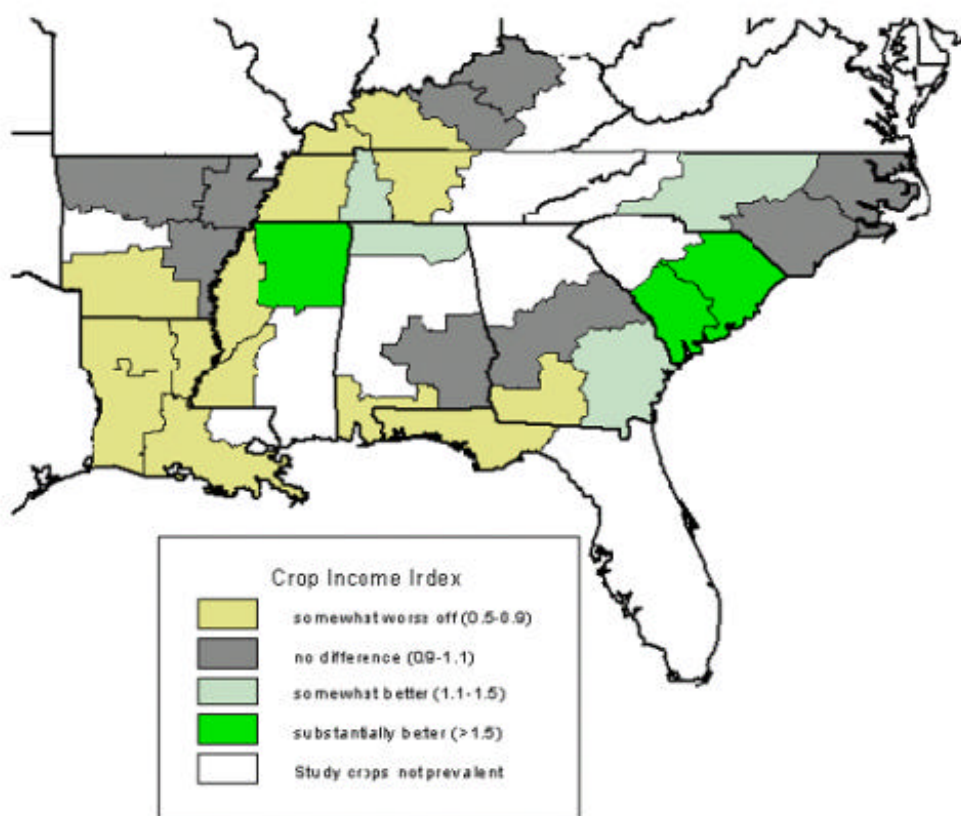 Crop Income Irdex
somewhat worss off (0.5-0.9)
no difference (09-1.1)
somewhat better (1.1-1.5)
substantially beter (>1.5)
Study crops not prevalent